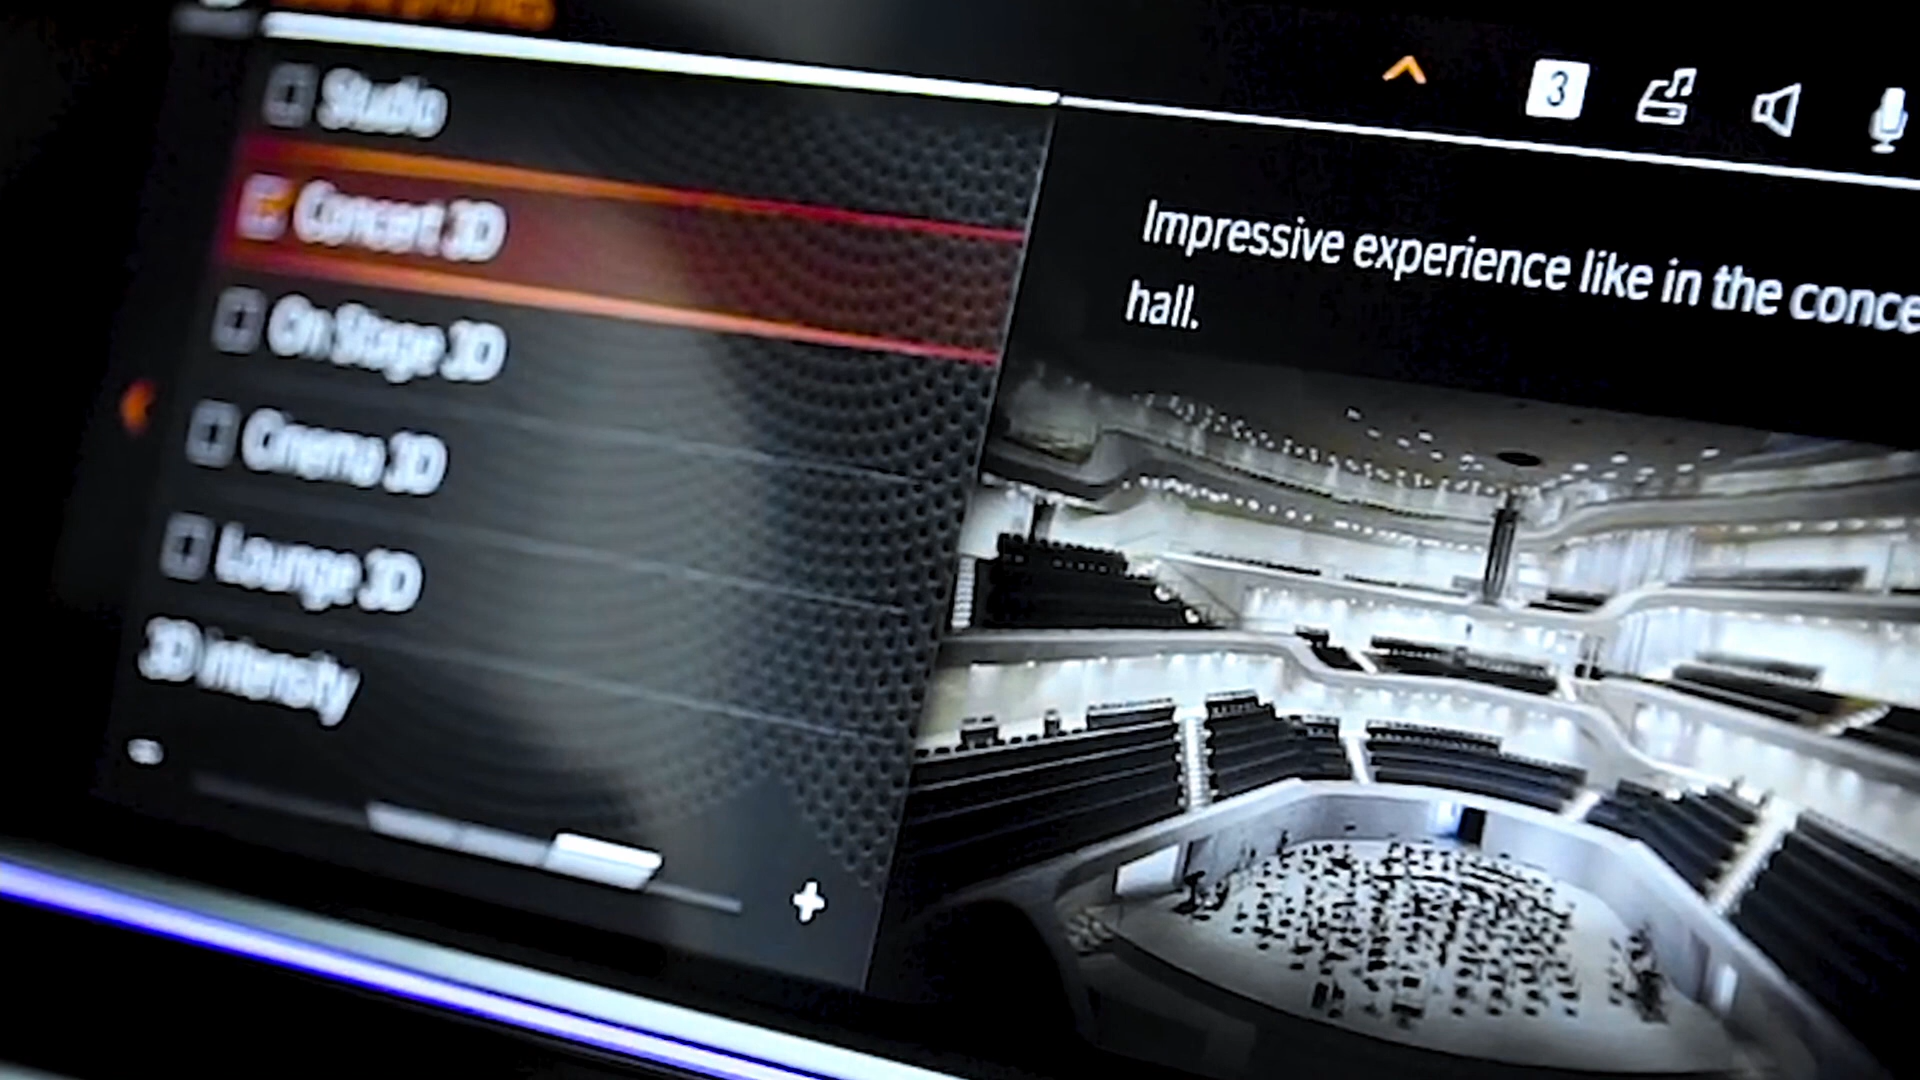 Studio
Concert 3D
On Stage 3D
Cinema 3D
Lounge 3D
3D intensity
3
Impressive experience like in the conce
hall.